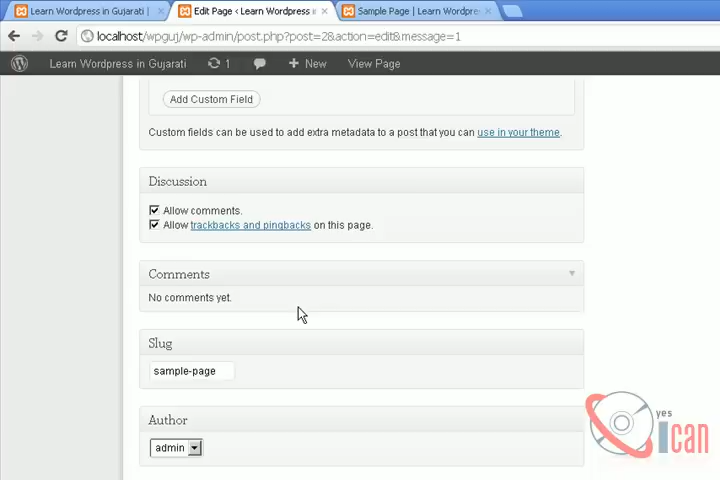 Learn Wordpress in Gujarati |
Edit Page ‹ Learn Wordpress in
Sample Page | Learn Wordpre
localhost/wpguj/wp-admin/post.php?post=2&action=edit&message=1
Learn Wordpress in Gujarati
1
New
View Page
Add Custom Field
Custom fields can be used to add extra metadata to a post that you can use in your theme.
Discussion
Allow comments.
Allow trackbacks and pingbacks on this page.
Comments
No comments yet.
Slug
sample-page
Author
admin
yes
ican